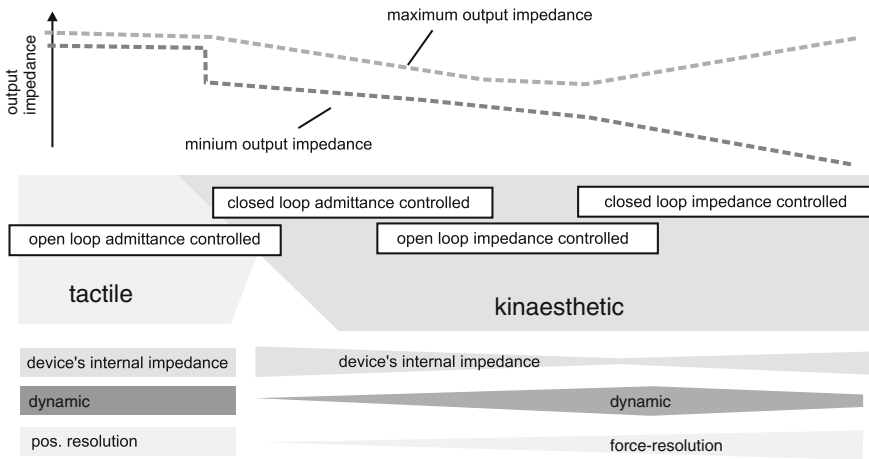 maximum output impedance
output
impedance
minium output impedance
closed loop admittance controlled
closed loop impedance controlled
open loop admittance controlled
open loop impedance controlled
tactile
kinaesthetic
device's internal impedance
device's internal impedance
dynamic
dynamic
pos. resolution
force-resolution